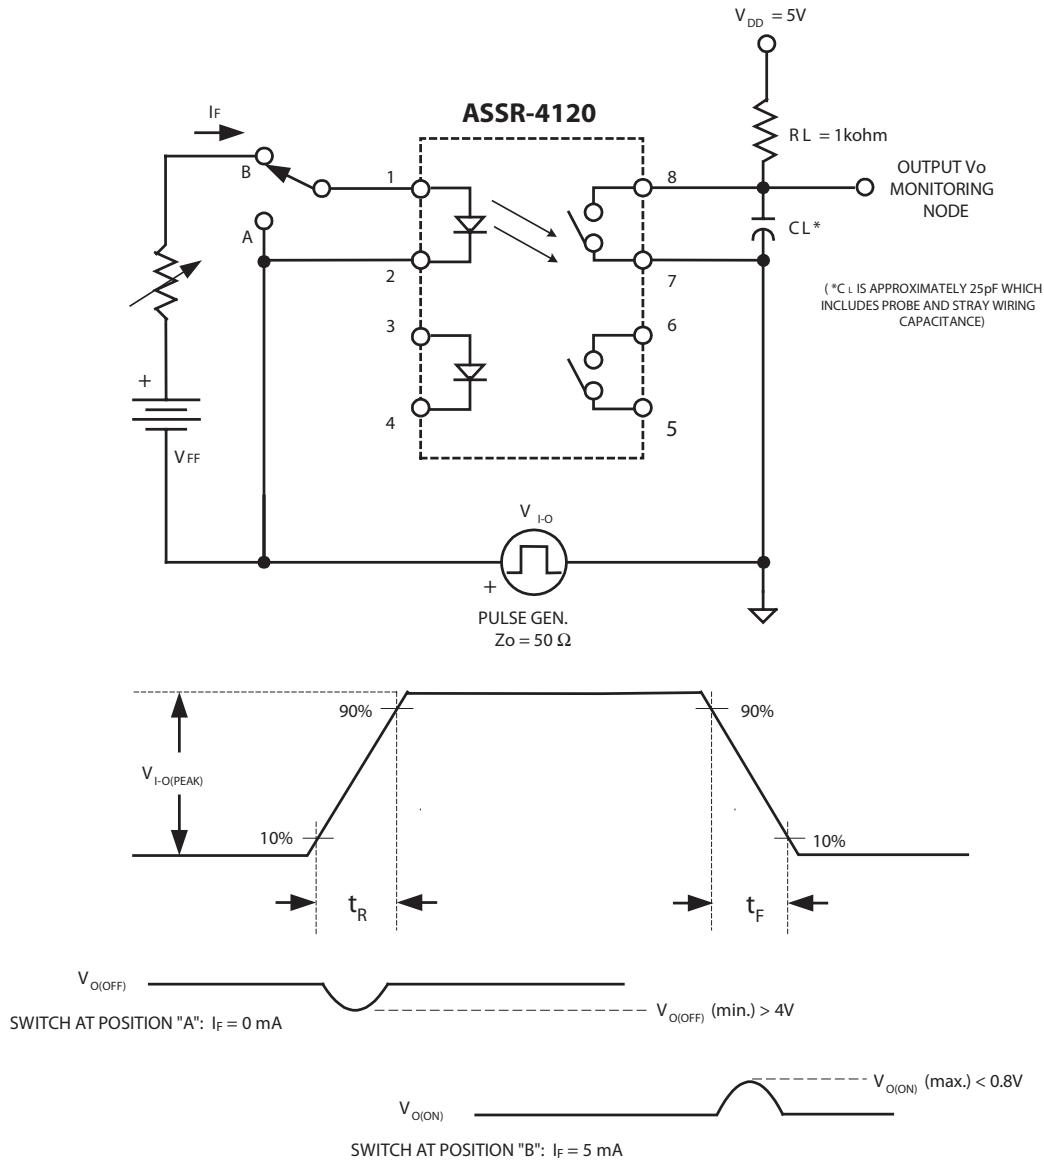 V DD = 5V
ASSR-4120
IF
B
A
RL = 1kohm
OUTPUT Vo
MONITORING
NODE
CL*
( *C L IS APPROXIMATELY 25pF WHICH
INCLUDES PROBE AND STRAY WIRING
CAPACITANCE)
1
2
3
4
8
7
6
5
+
V FF
V I-O
+
PULSE GEN.
Zo = 50 Ω
90%
90%
V I-O(PEAK)
10%
10%
tR
tF
V O(OFF)
V O(OFF) (min.) > 4V
SWITCH AT POSITION "A": IF = 0 mA
V O(ON) (max.) < 0.8V
V O(ON)
SWITCH AT POSITION "B": IF = 5 mA